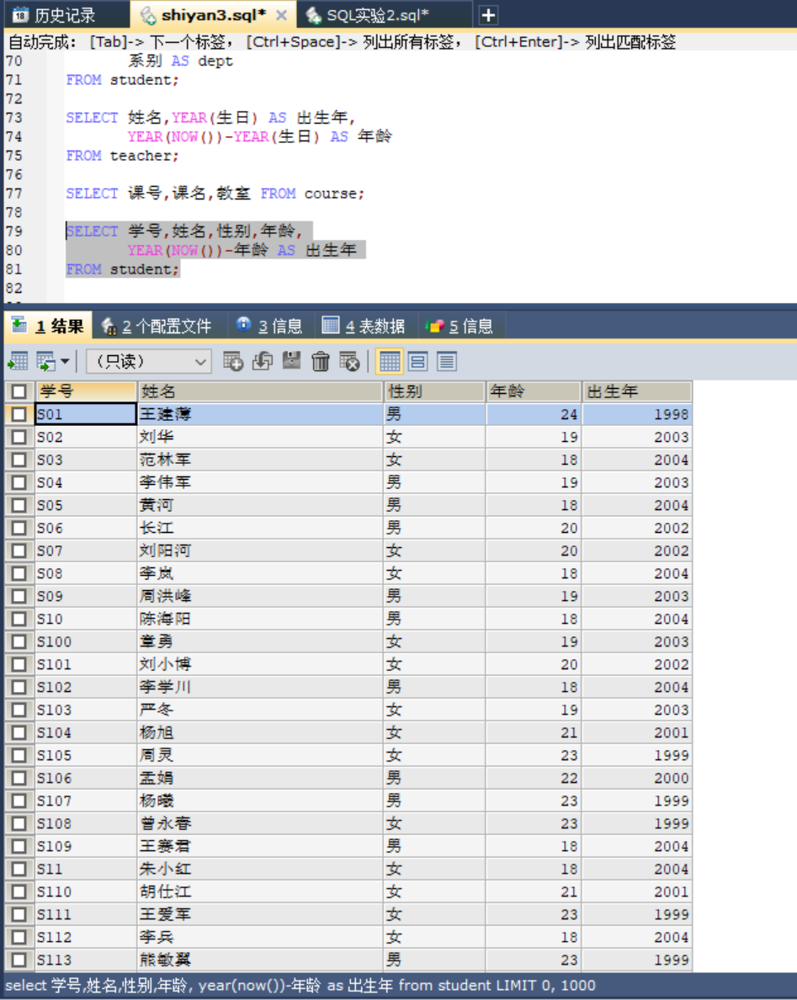 历史记录 shiyan3.sql* × SQL实验2.sql*
自动完成: [Tab]-> 下一个标签, [Ctrl+Space]-> 列出所有标签, [Ctrl+Enter]-> 列出匹配标签
70 系别 AS dept
71 FROM student;
72
73 SELECT 姓名,YEAR(生日) AS 出生年,
74 YEAR(NOW())-YEAR(生日) AS 年龄
75 FROM teacher;
76
77 SELECT 课号,课名,教室 FROM course;
78
79 SELECT 学号,姓名,性别,年龄,
80 YEAR(NOW())-年龄 AS 出生年
81 FROM student;
82
1 结果 2 个配置文件 3 信息 4 表数据 5 信息
(只读)
学号 姓名 性别 年龄 出生年
S01 王建薄 男 24 1998
S02 刘华 女 19 2003
S03 范林军 女 18 2004
S04 李伟军 男 19 2003
S05 黄河 男 18 2004
S06 长江 男 20 2002
S07 刘阳河 女 20 2002
S08 李岚 女 18 2004
S09 周洪峰 男 19 2003
S10 陈海阳 男 18 2004
S100 章勇 女 19 2003
S101 刘小博 女 20 2002
S102 李学川 男 18 2004
S103 严冬 女 19 2003
S104 杨旭 女 21 2001
S105 周灵 女 23 1999
S106 孟娟 男 22 2000
S107 杨曦 男 23 1999
S108 曾永春 女 23 1999
S109 王赛君 男 18 2004
S11 朱小红 女 18 2004
S110 胡仕江 女 21 2001
S111 王爱军 女 23 1999
S112 李兵 女 18 2004
S113 熊敏翼 男 23 1999
select 学号,姓名,性别,年龄, year(now())-年龄 as 出生年 from student LIMIT 0, 1000